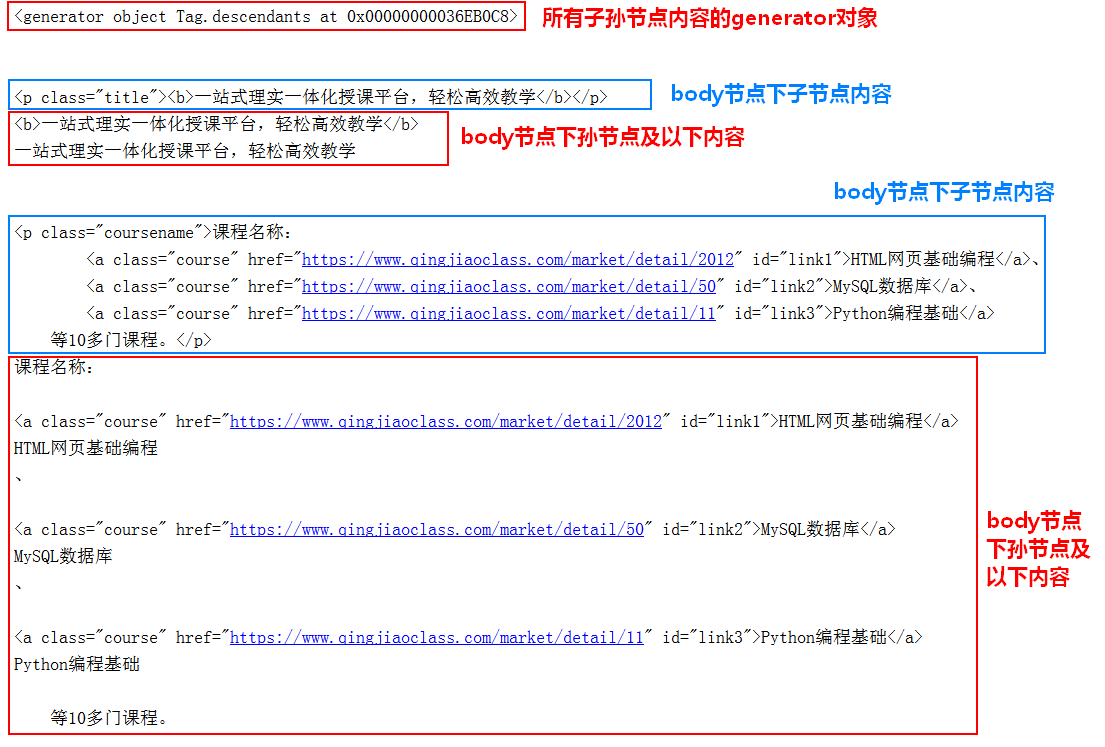 <generator object Tag.descendants at 0x00000000036EB0C8>
所有子孙节点内容的generator对象
<p class="title"><b>一站式理实一体化授课平台，轻松高效教学</b></p>
body节点下子节点内容
<b>一站式理实一体化授课平台，轻松高效教学</b>
一站式理实一体化授课平台，轻松高效教学
body节点下孙节点及以下内容
body节点下子节点内容
<p class="coursename">课程名称：
<a class="course" href="https://www.qingjiaoclass.com/market/detail/2012" id="link1">HTML网页基础编程</a>、
<a class="course" href="https://www.qingjiaoclass.com/market/detail/50" id="link2">MySQL数据库</a>、
<a class="course" href="https://www.qingjiaoclass.com/market/detail/11" id="link3">Python编程基础</a>
等10多门课程。</p>
课程名称：
<a class="course" href="https://www.qingjiaoclass.com/market/detail/2012" id="link1">HTML网页基础编程</a>
HTML网页基础编程
、
<a class="course" href="https://www.qingjiaoclass.com/market/detail/50" id="link2">MySQL数据库</a>
MySQL数据库
、
<a class="course" href="https://www.qingjiaoclass.com/market/detail/11" id="link3">Python编程基础</a>
Python编程基础
等10多门课程。
body节点
下孙节点及
以下内容